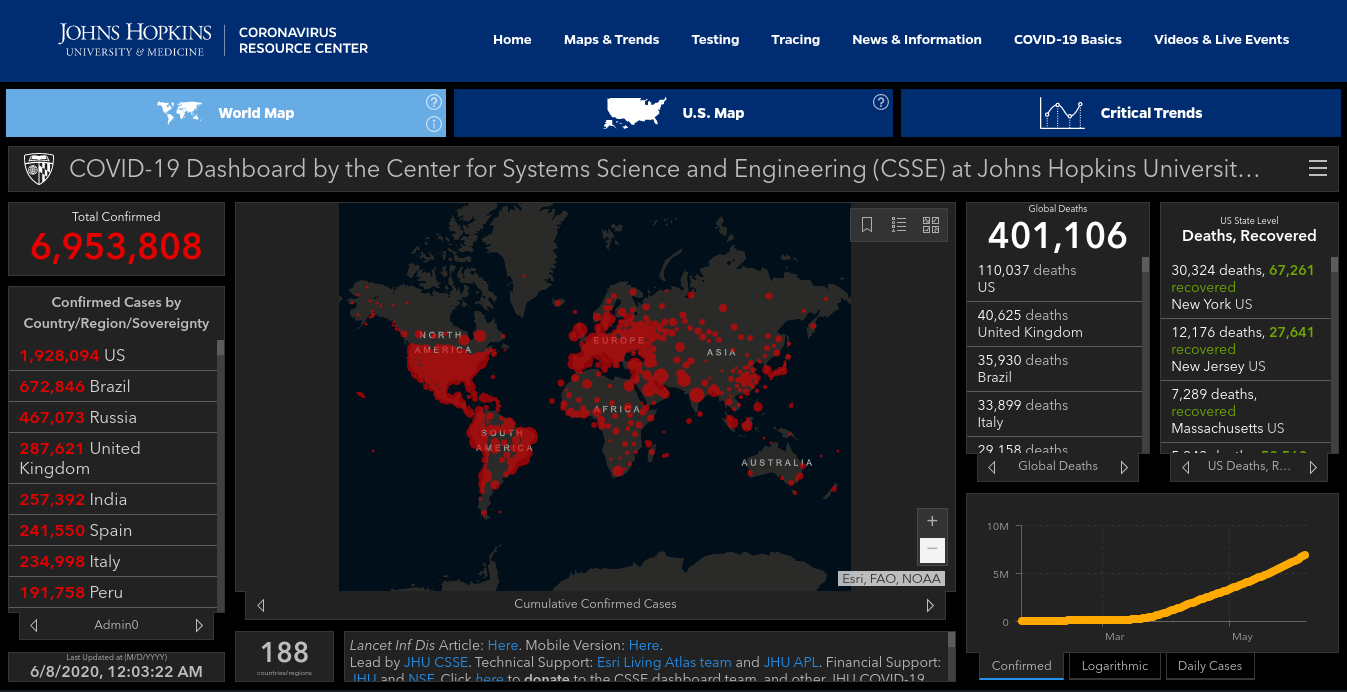 JOHNS HOPKINS
UNIVERSITY & MEDICINE
CORONAVIRUS
RESOURCE CENTER
Home
Maps & Trends
Testing
Tracing
News & Information
COVID-19 Basics
Videos & Live Events
World Map
?
i
U.S. Map
?
Critical Trends
COVID-19 Dashboard by the Center for Systems Science and Engineering (CSSE) at Johns Hopkins Universit…
Total Confirmed
6,953,808
Confirmed Cases by
Country/Region/Sovereignty
1,928,094 US
672,846 Brazil
467,073 Russia
287,621 United
Kingdom
257,392 India
241,550 Spain
234,998 Italy
191,758 Peru
Admin0
Last Updated at (M/D/YYYY)
6/8/2020, 12:03:22 AM
NORTH
AMERICA
EUROPE
ASIA
AFRICA
SOUTH
AMERICA
AUSTRALIA
+
−
Esri, FAO, NOAA
Cumulative Confirmed Cases
188
countries/regions
Lancet Inf Dis Article: Here. Mobile Version: Here.
Lead by JHU CSSE. Technical Support: Esri Living Atlas team and JHU APL. Financial Support:
JHU and NSF. Click here to donate to the CSSE dashboard team, and other JHU COVID-19
Global Deaths
401,106
110,037 deaths
US
40,625 deaths
United Kingdom
35,930 deaths
Brazil
33,899 deaths
Italy
29,158 deaths
Global Deaths
US State Level
Deaths, Recovered
30,324 deaths, 67,261
recovered
New York US
12,176 deaths, 27,641
recovered
New Jersey US
7,289 deaths,
recovered
Massachusetts US
US Deaths, R…
10M
5M
0
Mar
May
Confirmed
Logarithmic
Daily Cases